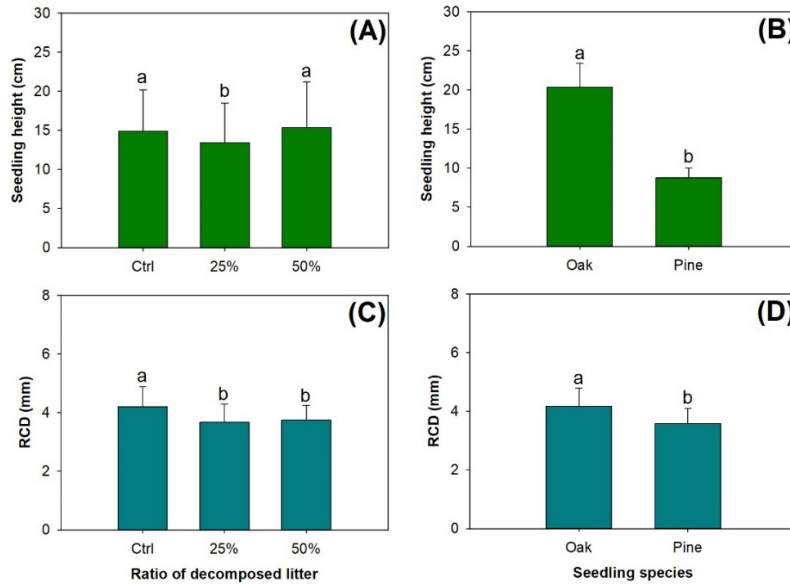 (A)
Seedling height (cm)
30
25
20
15
10
5
0
a
b
a
Ctrl
25%
50%
(B)
Seedling height (cm)
30
25
20
15
10
5
0
a
b
Oak
Pine
(C)
RCD (mm)
8
6
4
2
0
a
b
b
Ctrl
25%
50%
Ratio of decomposed litter
(D)
RCD (mm)
8
6
4
2
0
a
b
Oak
Pine
Seedling species